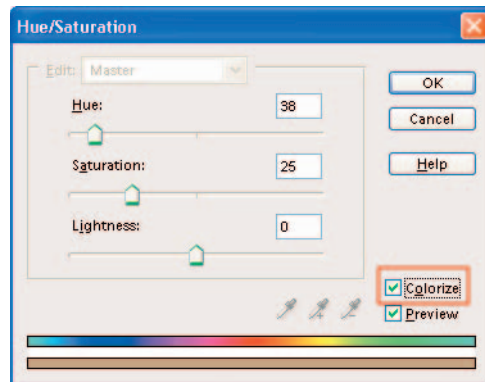 Hue/Saturation
Edit: Master
OK
Hue: 38
Cancel
Saturation: 25
Help
Lightness: 0
Colorize
Preview